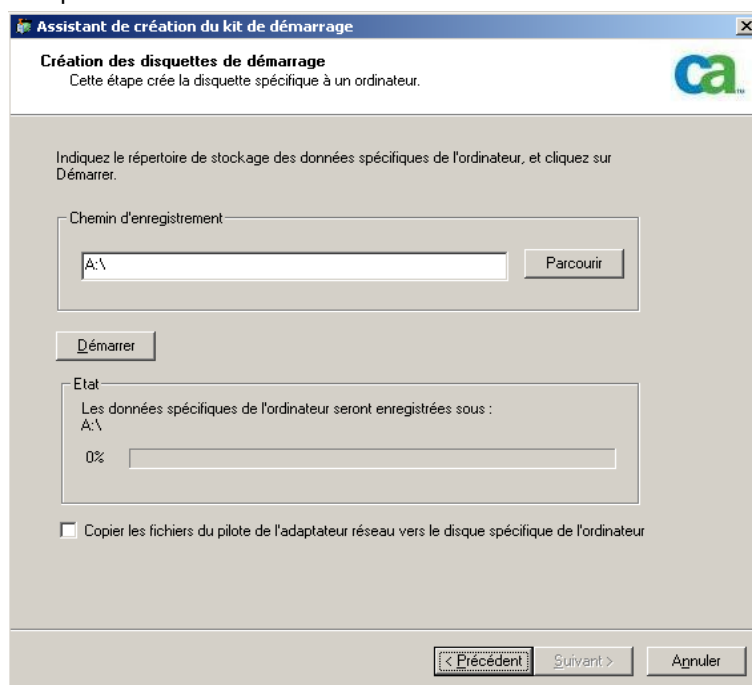 Assistant de création du kit de démarrage
Création des disquettes de démarrage
Cette étape crée la disquette spécifique à un ordinateur.
ca
Indiquez le répertoire de stockage des données spécifiques de l'ordinateur, et cliquez sur
Démarrer.
Chemin d'enregistrement
A:\
Parcourir
Démarrer
Etat
Les données spécifiques de l'ordinateur seront enregistrées sous :
A:\
0%
Copier les fichiers du pilote de l'adaptateur réseau vers le disque spécifique de l'ordinateur
< Précédent
Suivant >
Annuler